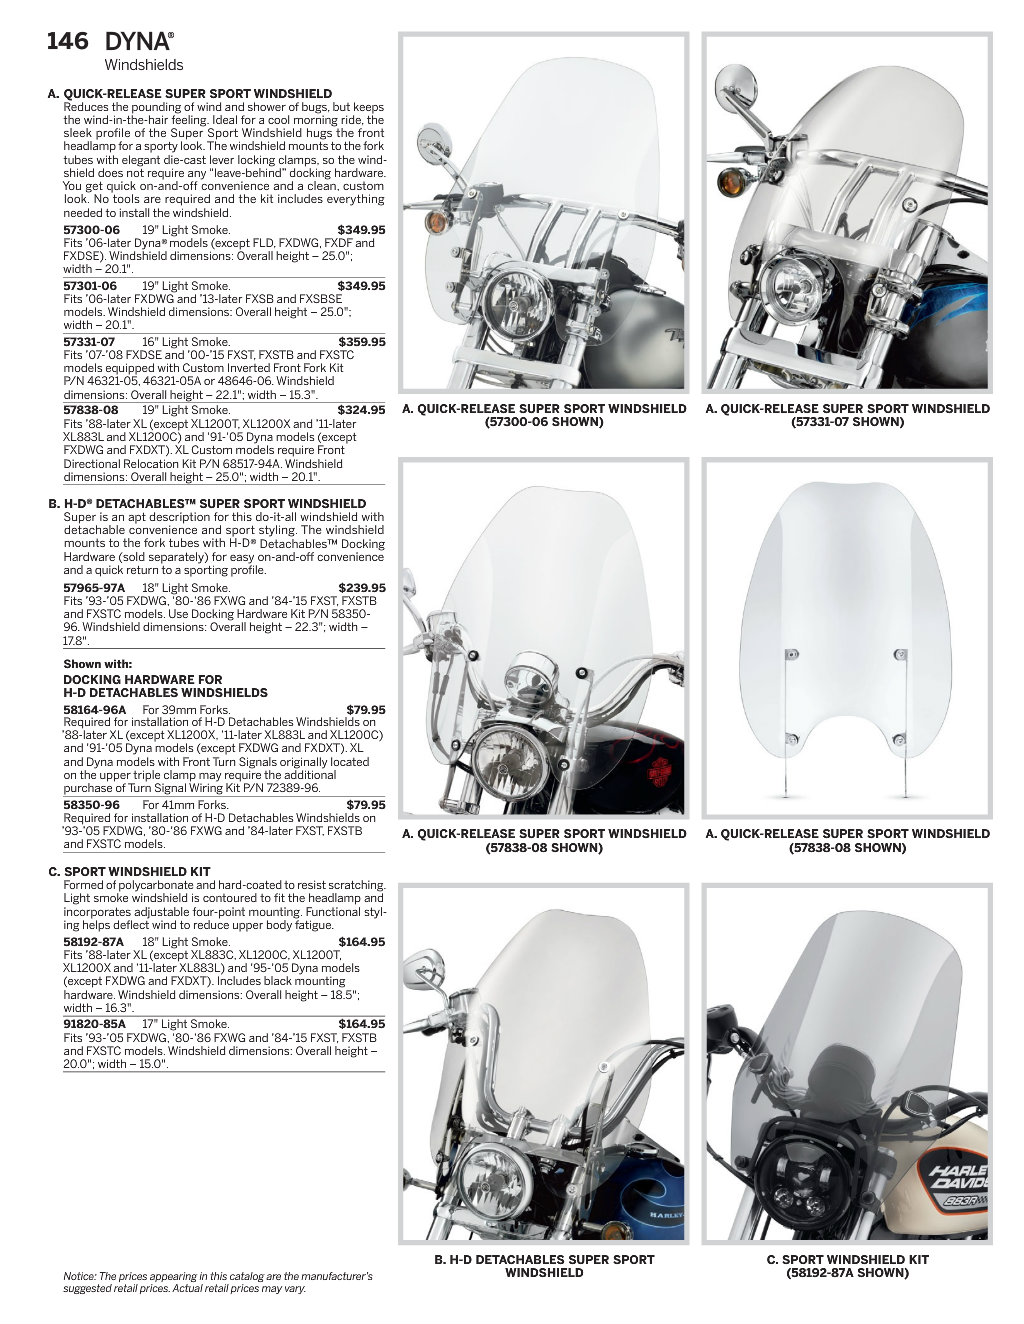 146 DYNA®
Windshields
A. QUICK-RELEASE SUPER SPORT WINDSHIELD
Reduces the pounding of wind and shower of bugs, but keeps
the wind-in-the-hair feeling. Ideal for a cool morning ride, the
sleek profile of the Super Sport Windshield hugs the front
headlamp for a sporty look. The windshield mounts to the fork
tubes with elegant die-cast lever locking clamps, so the wind-
shield does not require any "leave-behind" docking hardware.
You get quick on-and-off convenience and a clean, custom
look. No tools are required and the kit includes everything
needed to install the windshield.
57300-06 19" Light Smoke. $349.95
Fits '06-later Dyna® models (except FLD, FXDWG, FXDF and
FXDSE). Windshield dimensions: Overall height – 25.0";
width – 20.1".
57301-06 19" Light Smoke. $349.95
Fits '06-later FXDWG and '13-later FXSB and FXSBSE
models. Windshield dimensions: Overall height – 25.0";
width – 20.1".
57331-07 16" Light Smoke. $359.95
Fits '07-'08 FXDSE and '00-'15 FXST, FXSTB and FXSTC
models equipped with Custom Inverted Front Fork Kit
P/N 46321-05, 46321-05A or 48646-06. Windshield
dimensions: Overall height – 22.1"; width – 15.3".
57838-08 19" Light Smoke. $324.95
Fits '88-later XL (except XL1200T, XL1200X and '11-later
XL883L and XL1200C) and '91-'05 Dyna models (except
FXDWG and FXDXT). XL Custom models require Front
Directional Relocation Kit P/N 68517-94A. Windshield
dimensions: Overall height – 25.0"; width – 20.1".
B. H-D® DETACHABLES™ SUPER SPORT WINDSHIELD
Super is an apt description for this do-it-all windshield with
detachable convenience and sport styling. The windshield
mounts to the fork tubes with H-D® Detachables™ Docking
Hardware (sold separately) for easy on-and-off convenience
and a quick return to a sporting profile.
57965-97A 18" Light Smoke. $239.95
Fits '93-'05 FXDWG, '80-'86 FXWG and '84-'15 FXST, FXSTB
and FXSTC models. Use Docking Hardware Kit P/N 58350-
96. Windshield dimensions: Overall height – 22.3"; width –
17.8".
Shown with:
DOCKING HARDWARE FOR
H-D DETACHABLES WINDSHIELDS
58164-96A For 39mm Forks. $79.95
Required for installation of H-D Detachables Windshields on
'88-later XL (except XL1200X, '11-later XL883L and XL1200C)
and '91-'05 Dyna models (except FXDWG and FXDXT). XL
and Dyna models with Front Turn Signals originally located
on the upper triple clamp may require the additional
purchase of Turn Signal Wiring Kit P/N 72389-96.
58350-96 For 41mm Forks. $79.95
Required for installation of H-D Detachables Windshields on
'93-'05 FXDWG, '80-'86 FXWG and '84-later FXST, FXSTB
and FXSTC models.
C. SPORT WINDSHIELD KIT
Formed of polycarbonate and hard-coated to resist scratching.
Light smoke windshield is contoured to fit the headlamp and
incorporates adjustable four-point mounting. Functional styl-
ing helps deflect wind to reduce upper body fatigue.
58192-87A 18" Light Smoke. $164.95
Fits '88-later XL (except XL883C, XL1200C, XL1200T,
XL1200X and '11-later XL883L) and '95-'05 Dyna models
(except FXDWG and FXDXT). Includes black mounting
hardware. Windshield dimensions: Overall height – 18.5";
width – 16.3".
91820-85A 17" Light Smoke. $164.95
Fits '93-'05 FXDWG, '80-'86 FXWG and '84-'15 FXST, FXSTB
and FXSTC models. Windshield dimensions: Overall height –
20.0"; width – 15.0".
Notice: The prices appearing in this catalog are the manufacturer's
suggested retail prices. Actual retail prices may vary.
A. QUICK-RELEASE SUPER SPORT WINDSHIELD
(57300-06 SHOWN)
A. QUICK-RELEASE SUPER SPORT WINDSHIELD
(57331-07 SHOWN)
A. QUICK-RELEASE SUPER SPORT WINDSHIELD
(57838-08 SHOWN)
A. QUICK-RELEASE SUPER SPORT WINDSHIELD
(57838-08 SHOWN)
HARLEY
B. H-D DETACHABLES SUPER SPORT
WINDSHIELD
HARLE
DAVIDS
883R
C. SPORT WINDSHIELD KIT
(58192-87A SHOWN)